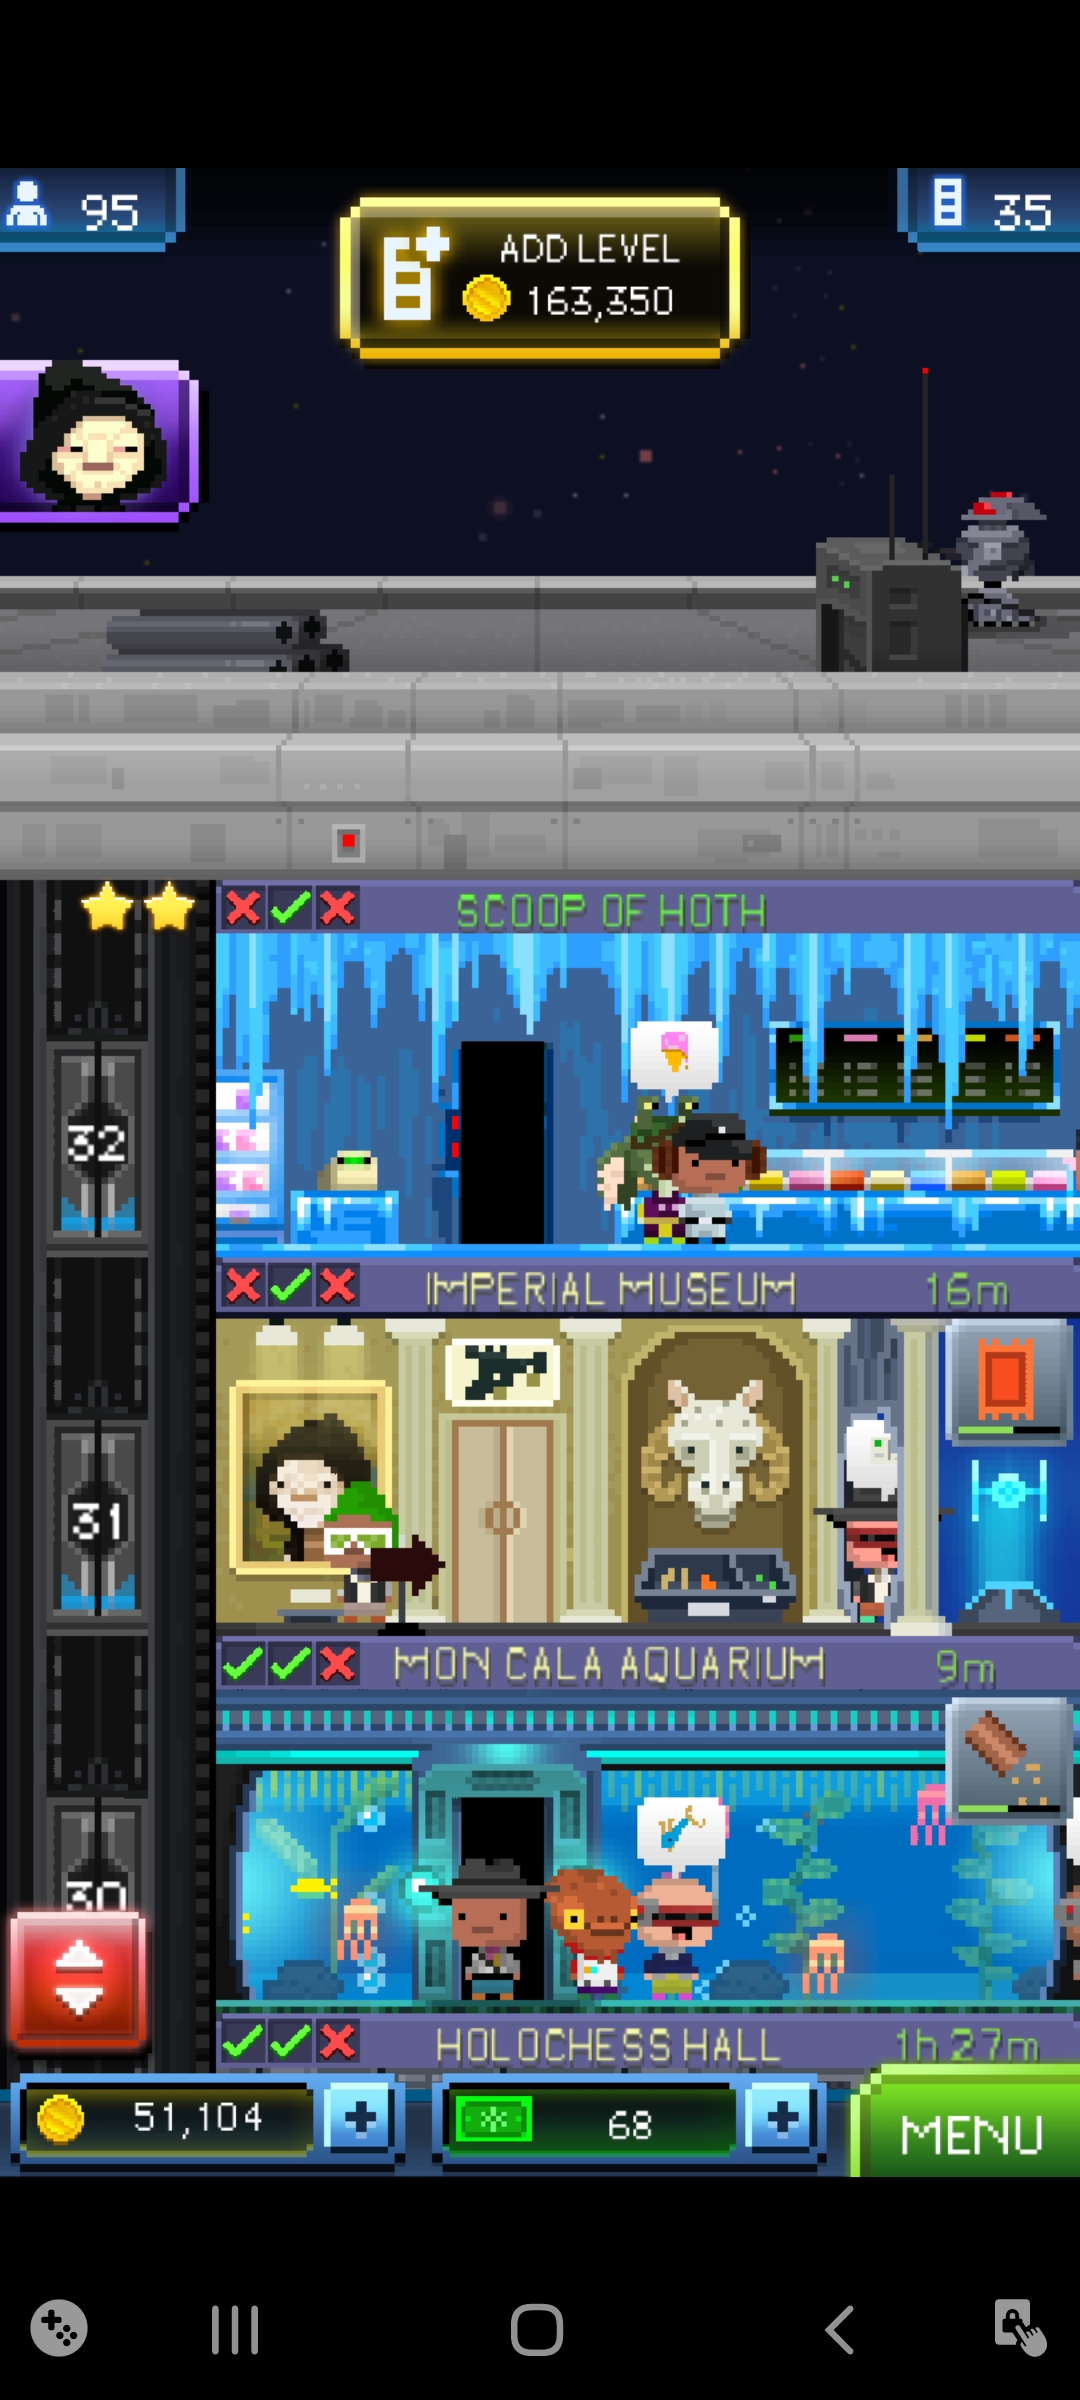 95
ADD LEVEL
163,350
35
SCOOP OF HOTH
32
IMPERIAL MUSEUM 16m
31
MON CALA AQUARIUM 9m
30
HOLOCHESS HALL 1h 27m
51,104
68
MENU